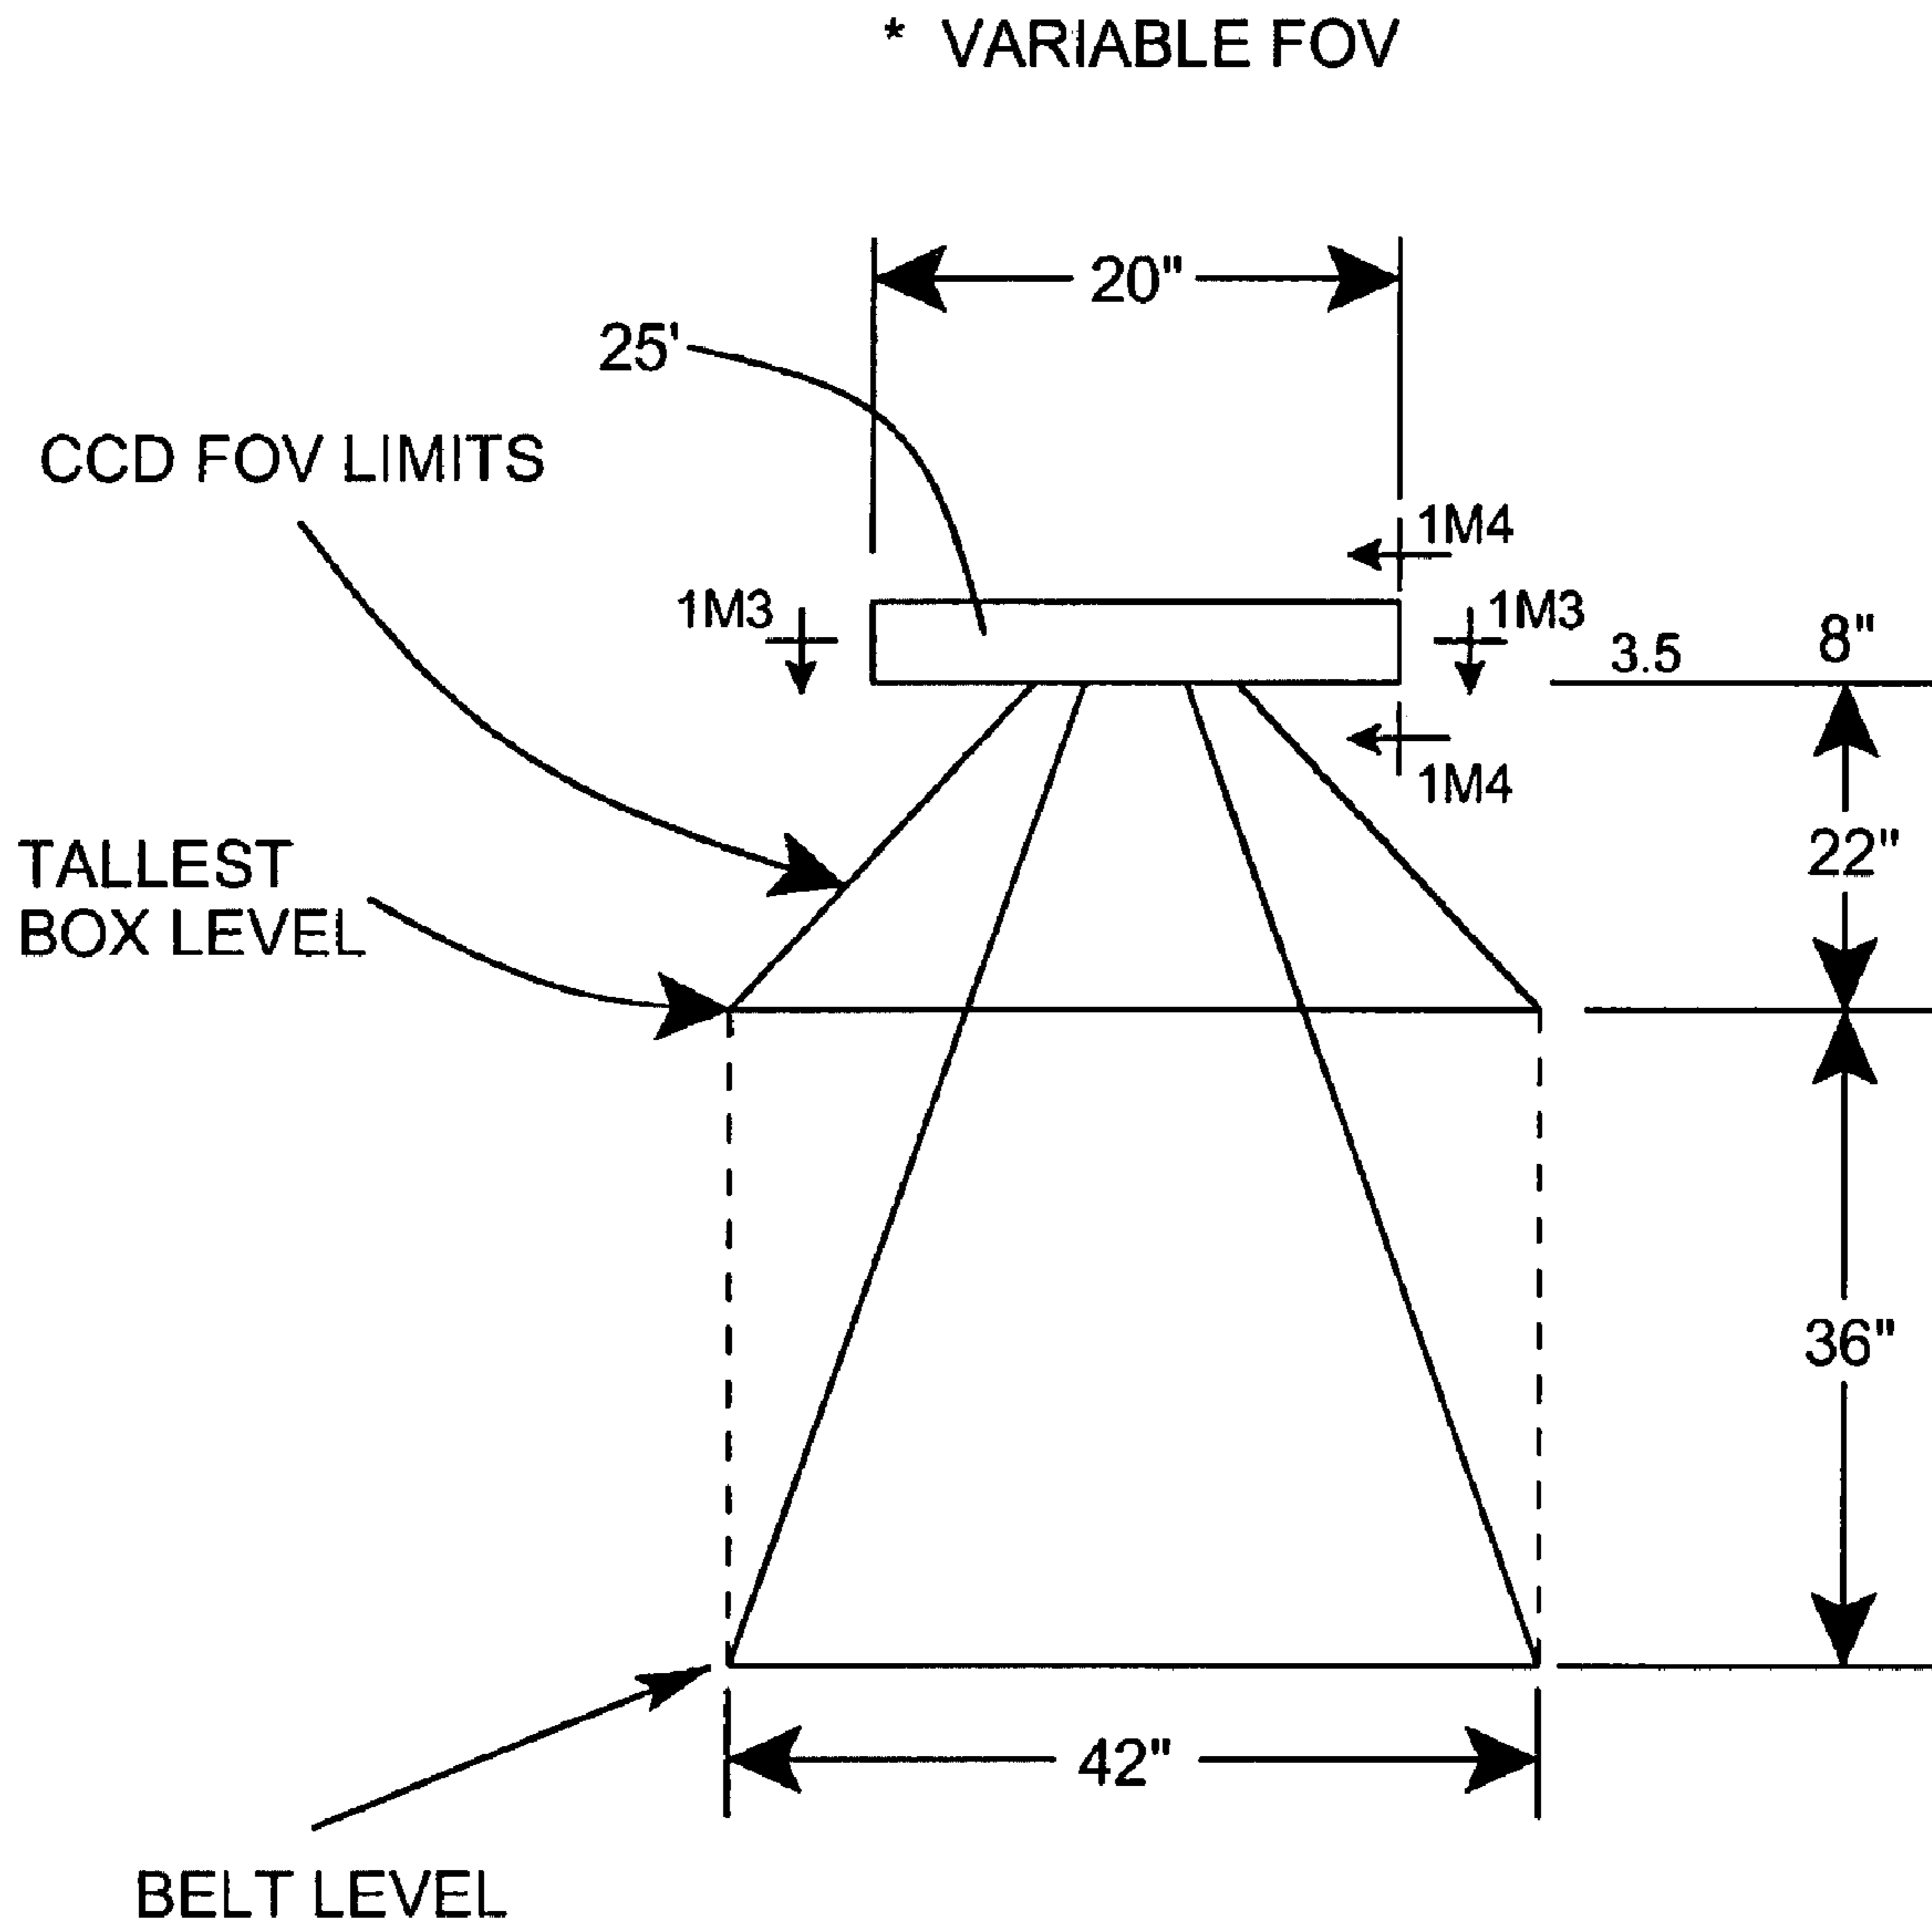 * VARIABLE FOV
20"
25'
CCD FOV LIMITS
1M4
1M3
1M3
3.5
8"
1M4
22"
TALLEST
BOX LEVEL
36"
42"
BELT LEVEL